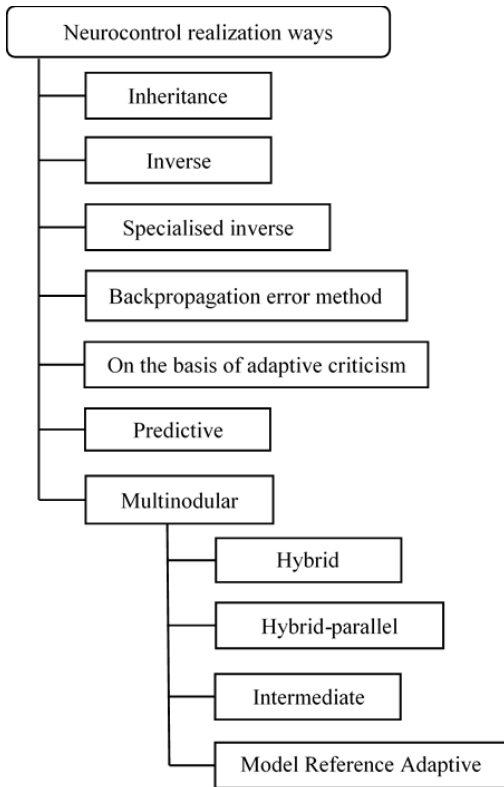 Neurocontrol realization ways
Inheritance
Inverse
Specialised inverse
Backpropagation error method
On the basis of adaptive criticism
Predictive
Multinodular
Hybrid
Hybrid-parallel
Intermediate
Model Reference Adaptive